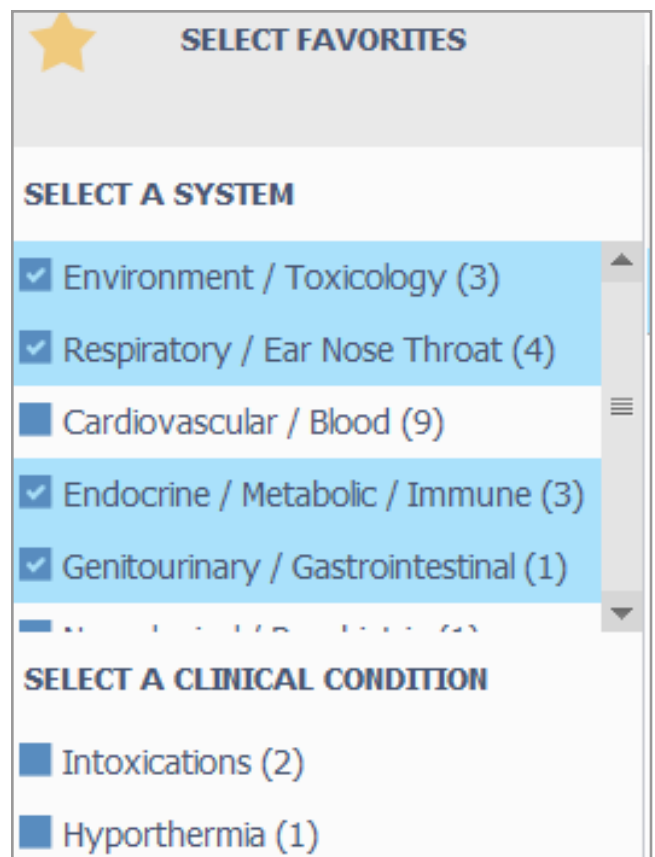 SELECT FAVORITES
SELECT A SYSTEM
Environment / Toxicology (3)
Respiratory / Ear Nose Throat (4)
Cardiovascular / Blood (9)
Endocrine / Metabolic / Immune (3)
Genitourinary / Gastrointestinal (1)
SELECT A CLINICAL CONDITION
Intoxications (2)
Hyporthermia (1)